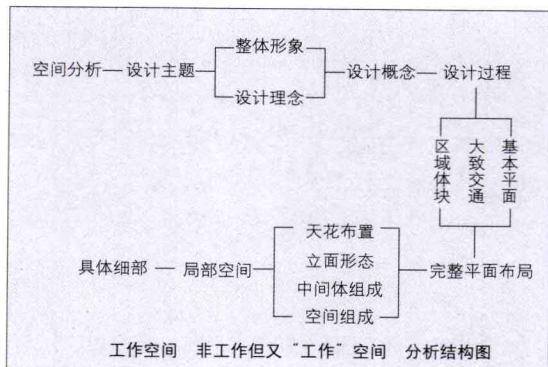 整体形象
空间分析 设计主题 设计概念 设计过程
设计理念
区域体块 大致交通 基本平面
天花布置
具体细部 局部空间 立面形态 完整平面布局
中间体组成
空间组成
工作空间 非工作但又“工作”空间 分析结构图